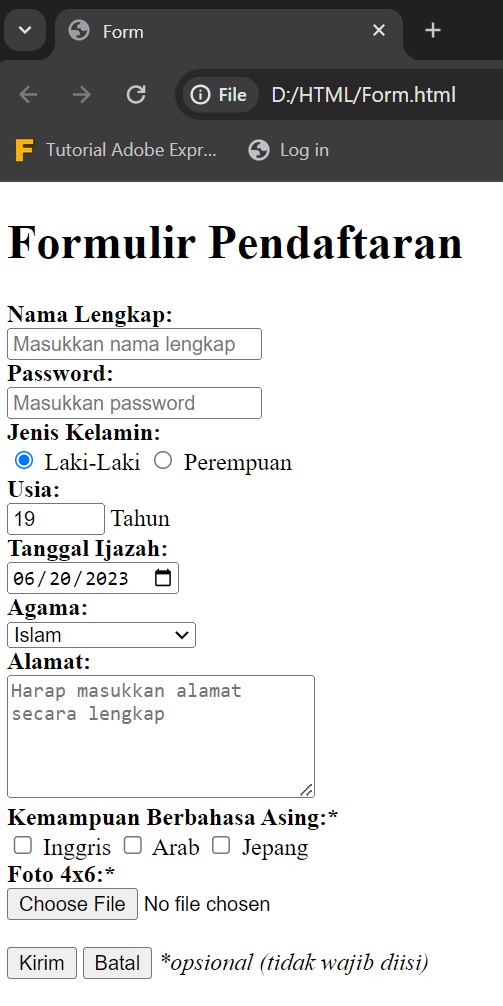 Form
File D:/HTML/Form.html
Tutorial Adobe Expr... Log in
Formulir Pendaftaran
Nama Lengkap:
Masukkan nama lengkap
Password:
Masukkan password
Jenis Kelamin:
Laki-Laki Perempuan
Usia:
19 Tahun
Tanggal Ijazah:
06/20/2023
Agama:
Islam
Alamat:
Harap masukkan alamat
secara lengkap
Kemampuan Berbahasa Asing:*
Inggris Arab Jepang
Foto 4x6:*
Choose File No file chosen
Kirim Batal *opsional (tidak wajib diisi)